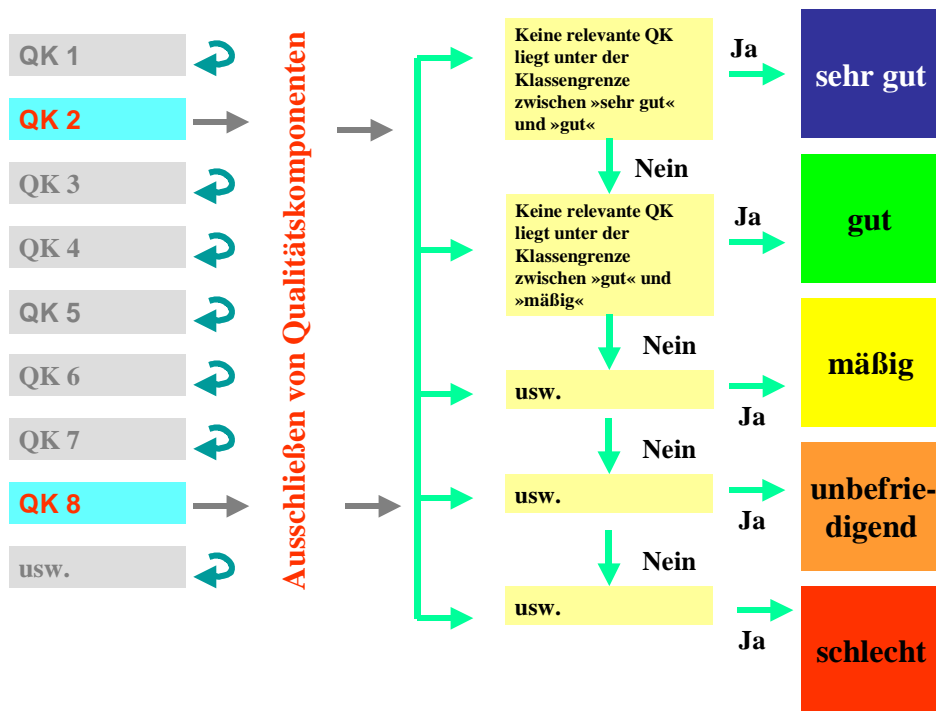 QK 1
QK 2
QK 3
QK 4
QK 5
QK 6
QK 7
QK 8
usw.
Ausschließen von Qualitätskomponenten
Keine relevante QK
liegt unter der
Klassengrenze
zwischen »sehr gut«
und »gut«
Ja
sehr gut
Nein
Keine relevante QK
liegt unter der
Klassengrenze
zwischen »gut« und
»mäßig«
Ja
gut
Nein
usw.
Ja
mäßig
Nein
usw.
Ja
unbefrie-
digend
Nein
usw.
Ja
schlecht